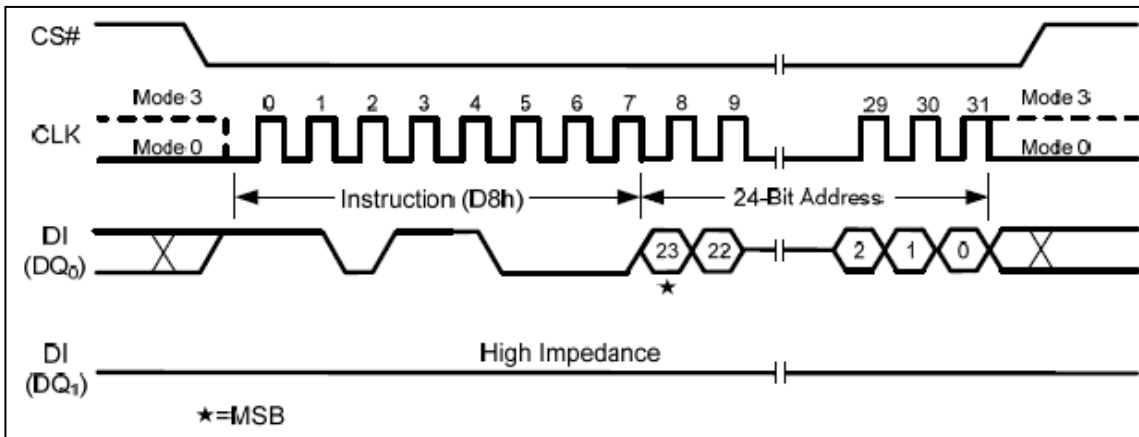 CS#
Mode 3 0 1 2 3 4 5 6 7 8 9 29 30 31 Mode 3
CLK
Mode 0 Mode 0
Instruction (D8h) 24-Bit Address
DI
(DQ0) 23 22 2 1 0
★
High Impedance
DI
(DQ1)
★=MSB